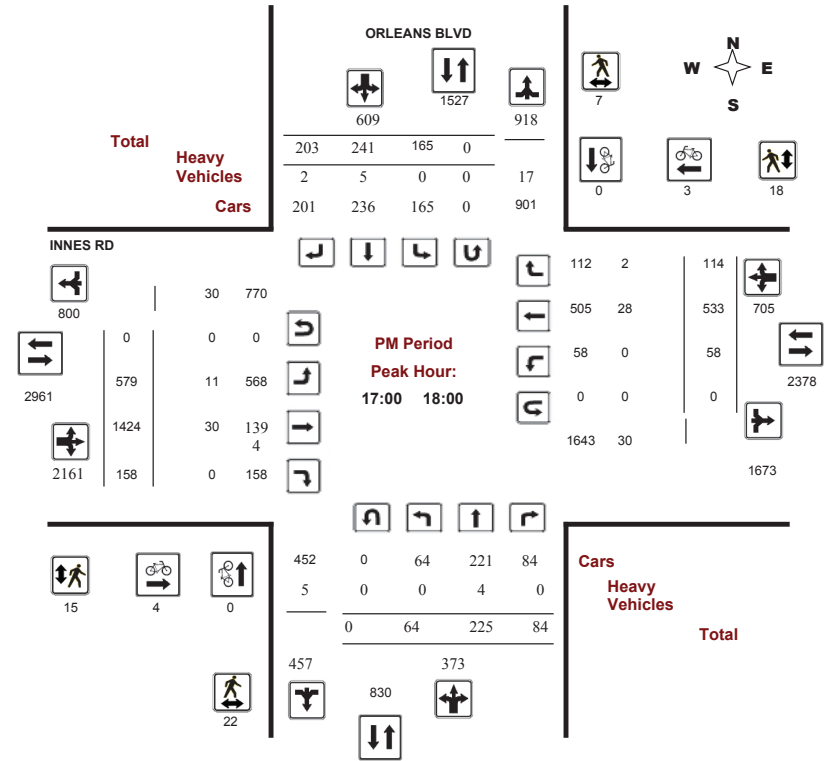 ORLEANS BLVD
N
W E
S
1527
7
609 918
Total 203 241 165 0
Heavy
Vehicles 2 5 0 0 17
Cars 201 236 165 0 901
0 3 18
INNES RD
800 30 770
112 2 114
505 28 533 705
0 0 0
PM Period
58 0 58
2961
579 11 568
Peak Hour:
2378
17:00 18:00
0 0 0
1424 30 139
4
1643 30
2161 158 0 158
1673
452 0 64 221 84 Cars
5 0 0 4 0 Heavy
Vehicles
0 64 225 84 Total
15 4 0
457 373
830
22